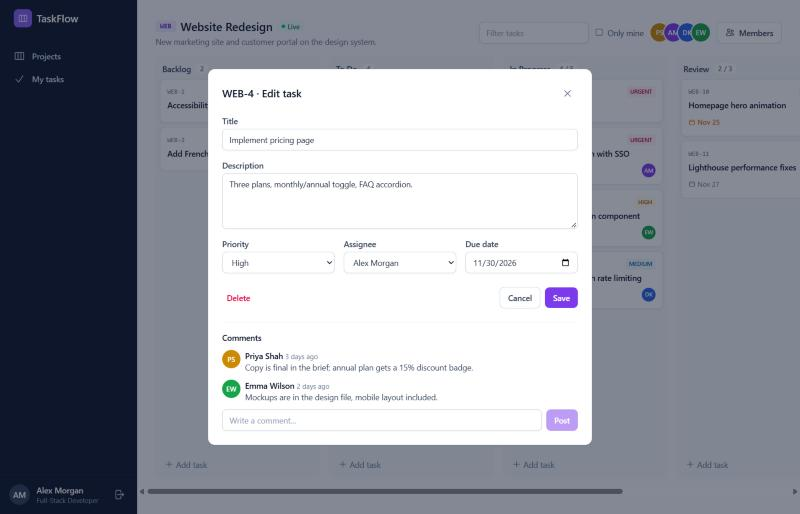 TaskFlow
Projects
My tasks
AM
Alex Morgan
Full-Stack Developer
WEB
Website Redesign
Live
New marketing site and customer portal on the design system.
Filter tasks
Only mine
PS
AM
DK
EW
Members
Backlog 2
WEB-1
Accessibilit
Add French
+ Add task
To Do
+ Add task
URGENT
URGENT
n with SSO
AM
HIGH
n component
EW
MEDIUM
n rate limiting
DK
+ Add task
Review 2 / 3
WEB-10
Homepage hero animation
Nov 25
WEB-11
Lighthouse performance fixes
Nov 27
+ Add task
WEB-4 · Edit task
Title
Implement pricing page
Description
Three plans, monthly/annual toggle, FAQ accordion.
Priority
Assignee
Due date
High
Alex Morgan
11/30/2026
Delete
Cancel
Save
Comments
PS
Priya Shah 3 days ago
Copy is final in the brief: annual plan gets a 15% discount badge.
EW
Emma Wilson 2 days ago
Mockups are in the design file, mobile layout included.
Write a comment...
Post